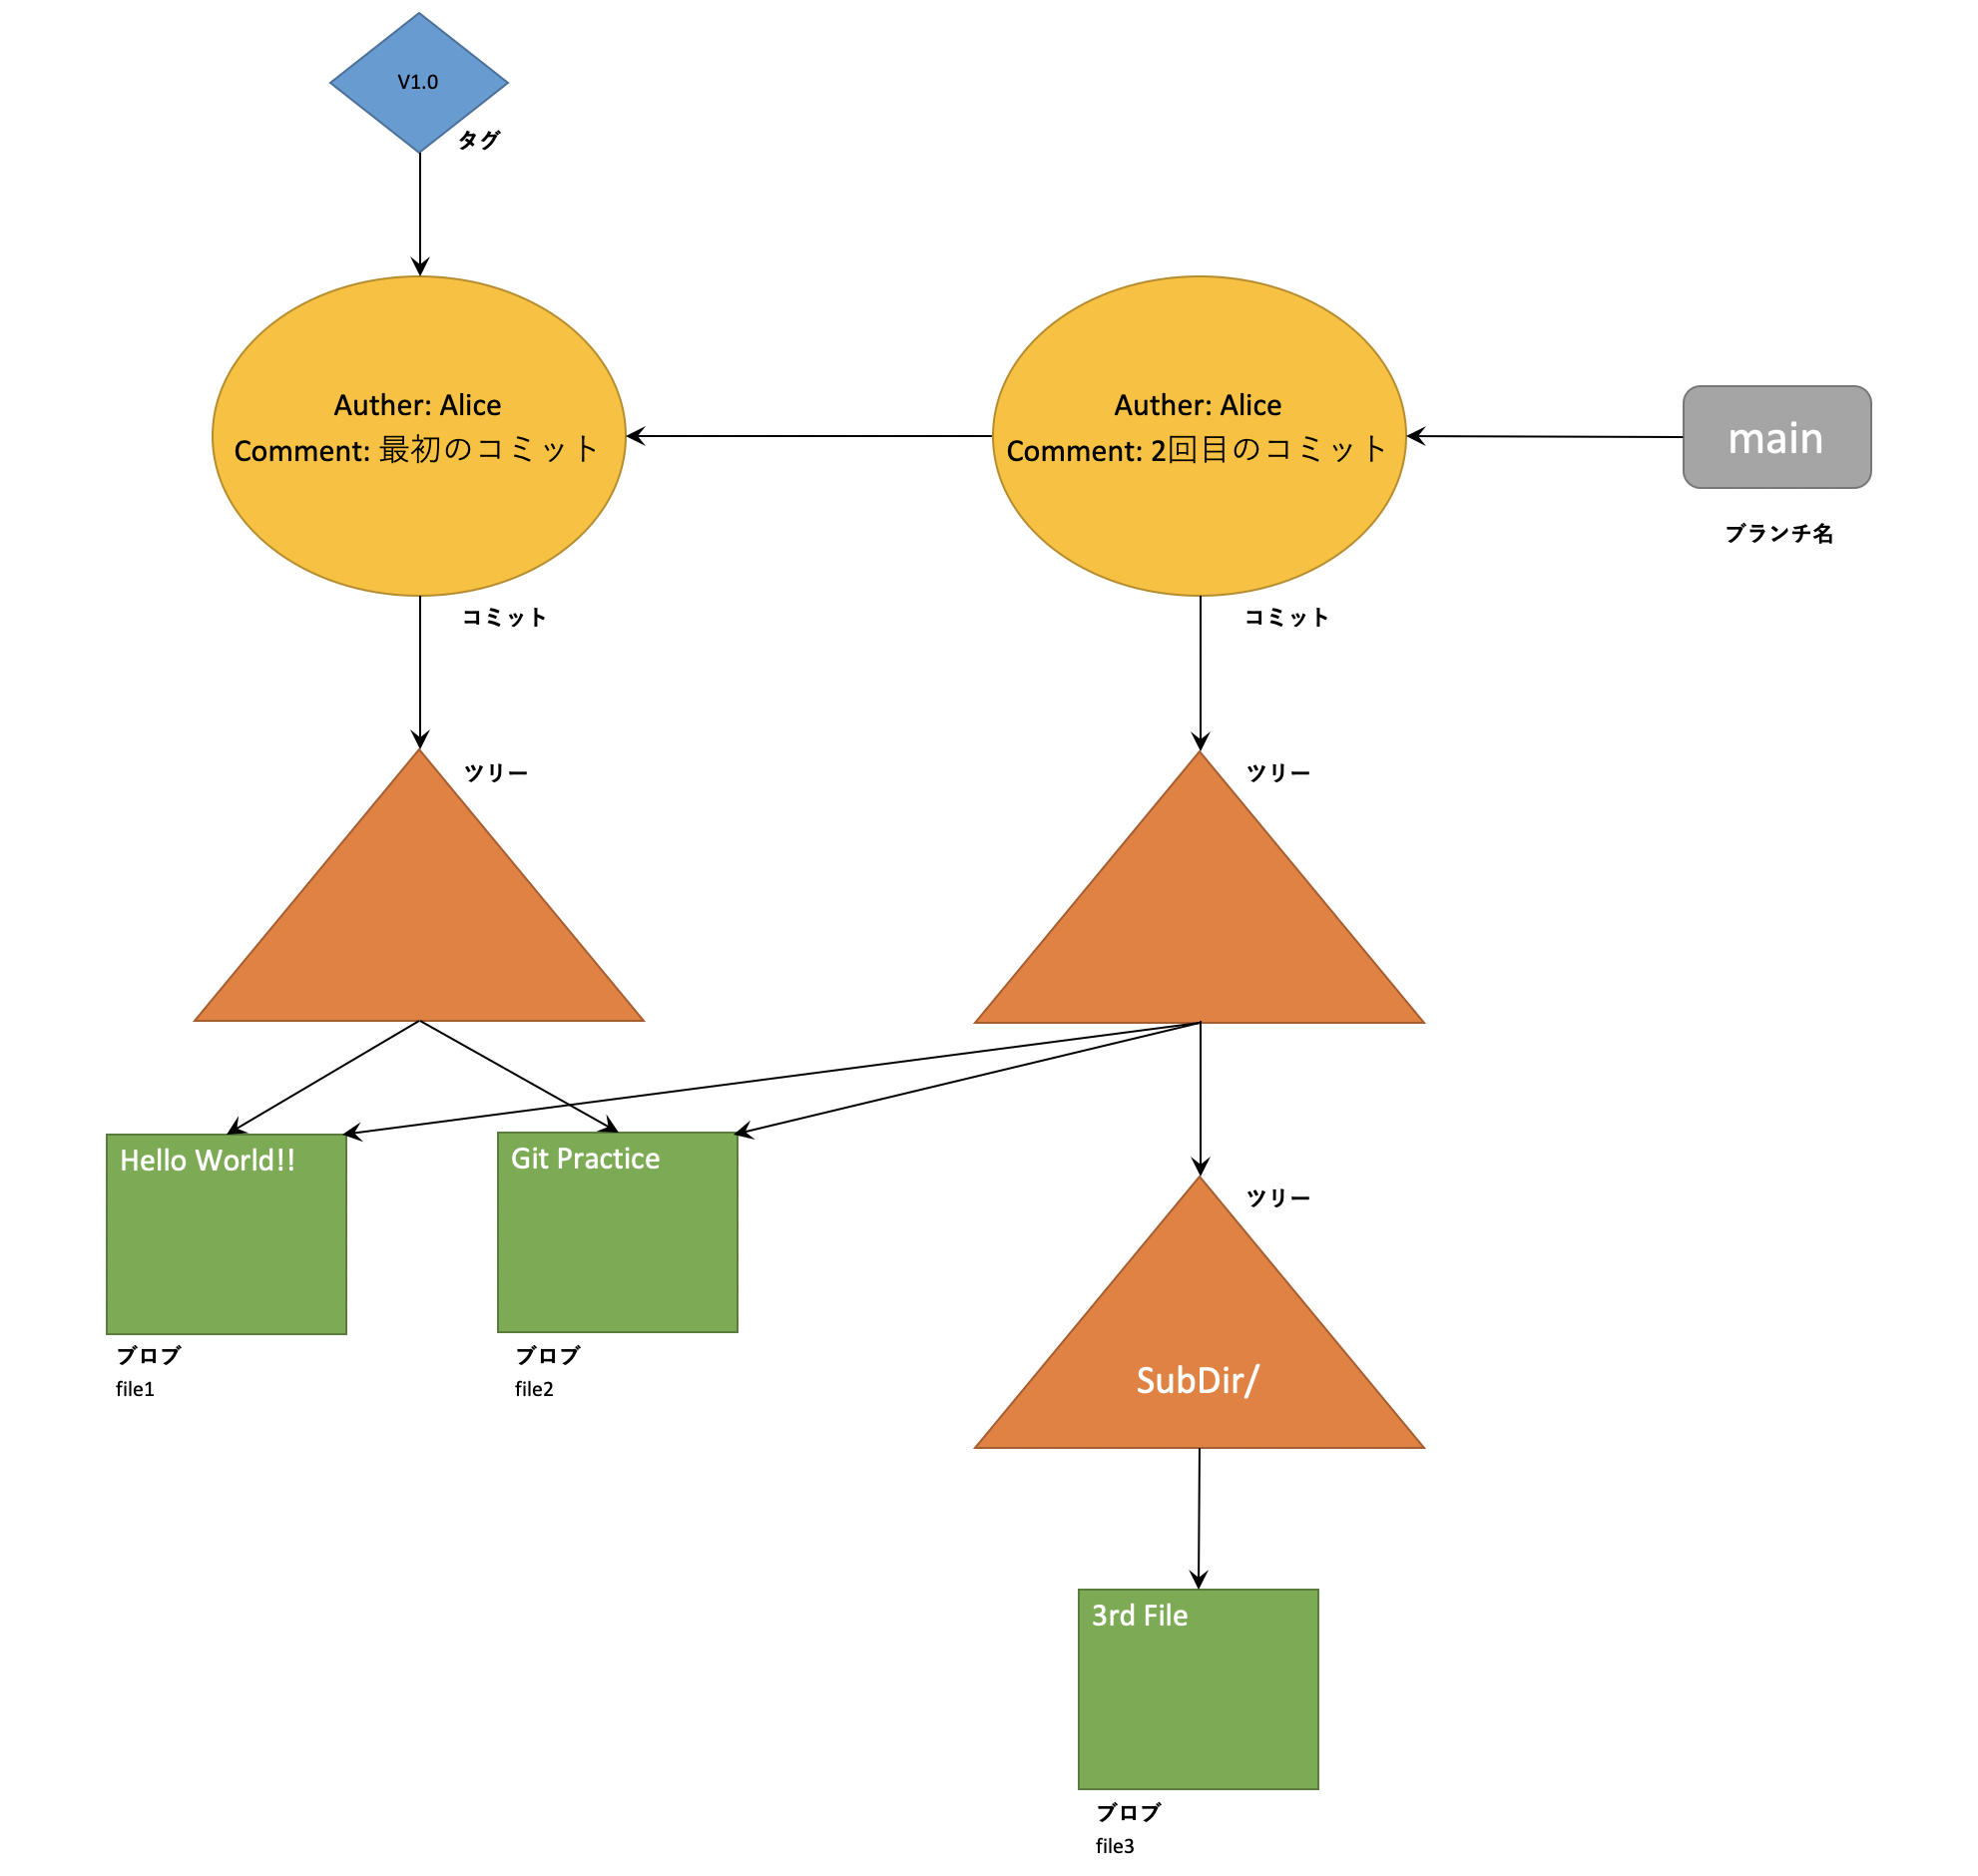 V1.0
タグ
Auther: Alice
Comment: 最初のコミット
コミット
Auther: Alice
Comment: 2回目のコミット
コミット
main
ブランチ名
ツリー
ツリー
Hello World!!
ブロブ
file1
Git Practice
ブロブ
file2
ツリー
SubDir/
3rd File
ブロブ
file3